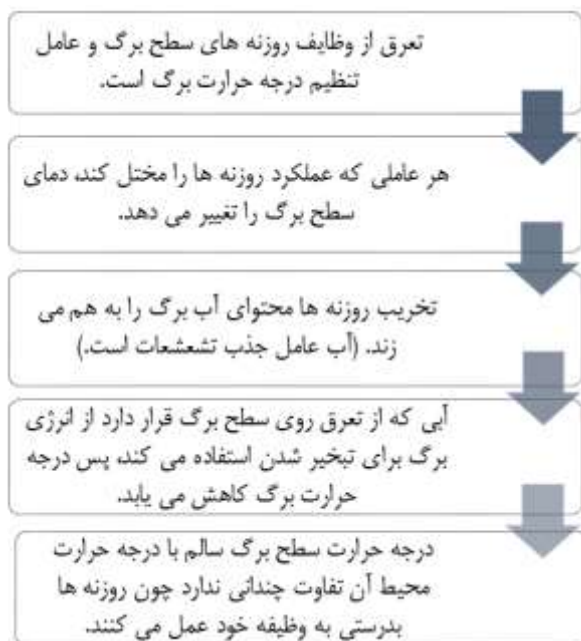 تعرق از وظایف روزنه های سطح برگ و عامل
تنظیم درجه حرارت برگ است.
هر عاملی که عملکرد روزنه ها را مختل کند، دمای
سطح برگ را تغییر می دهد.
تخریب روزنه ها محتوای آب برگ را به هم می
زند. (آب عامل جذب تشعشعات است.)
آبی که از تعرق روی سطح برگ قرار دارد از انرژی
برگ برای تبخیر شدن استفاده می کند، پس درجه
حرارت برگ کاهش می یابد.
درجه حرارت سطح برگ سالم با درجه حرارت
محیط آن تفاوت چندانی ندارد چون روزنه ها
بدرستی به وظیفه خود عمل می کنند.